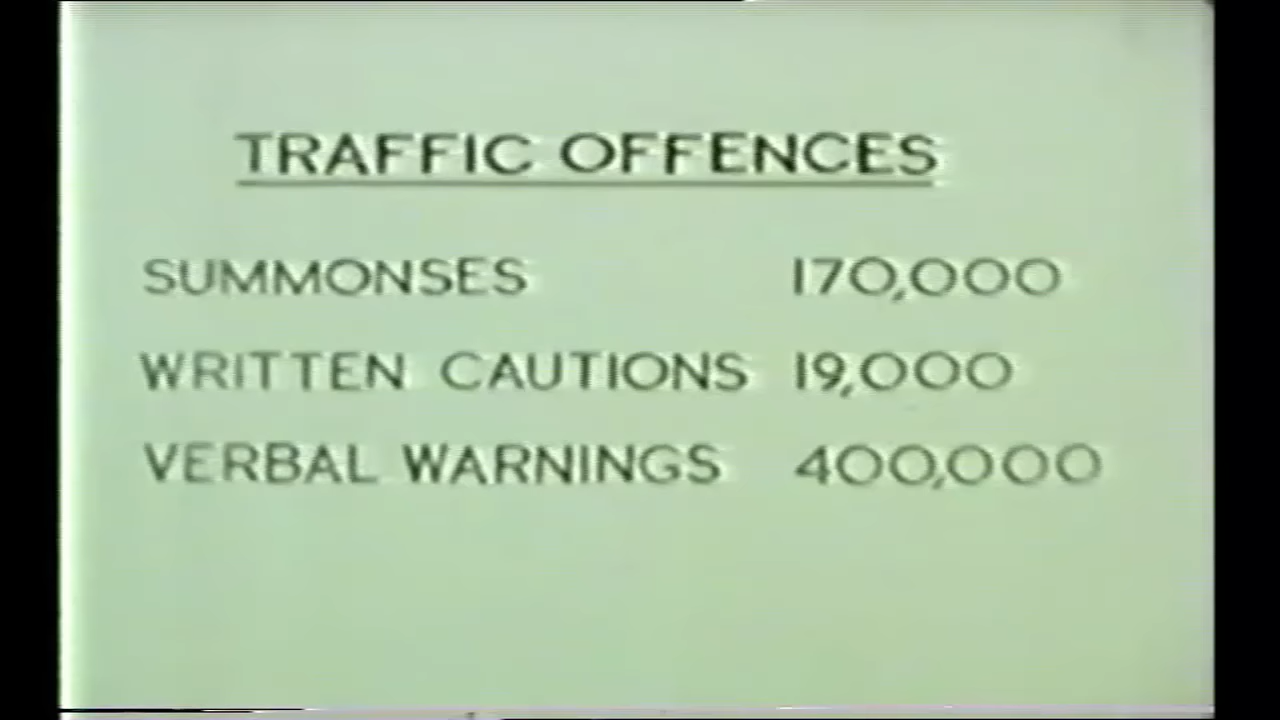 TRAFFIC OFFENCES
SUMMONSES 170,000
WRITTEN CAUTIONS 19,000
VERBAL WARNINGS 400,000